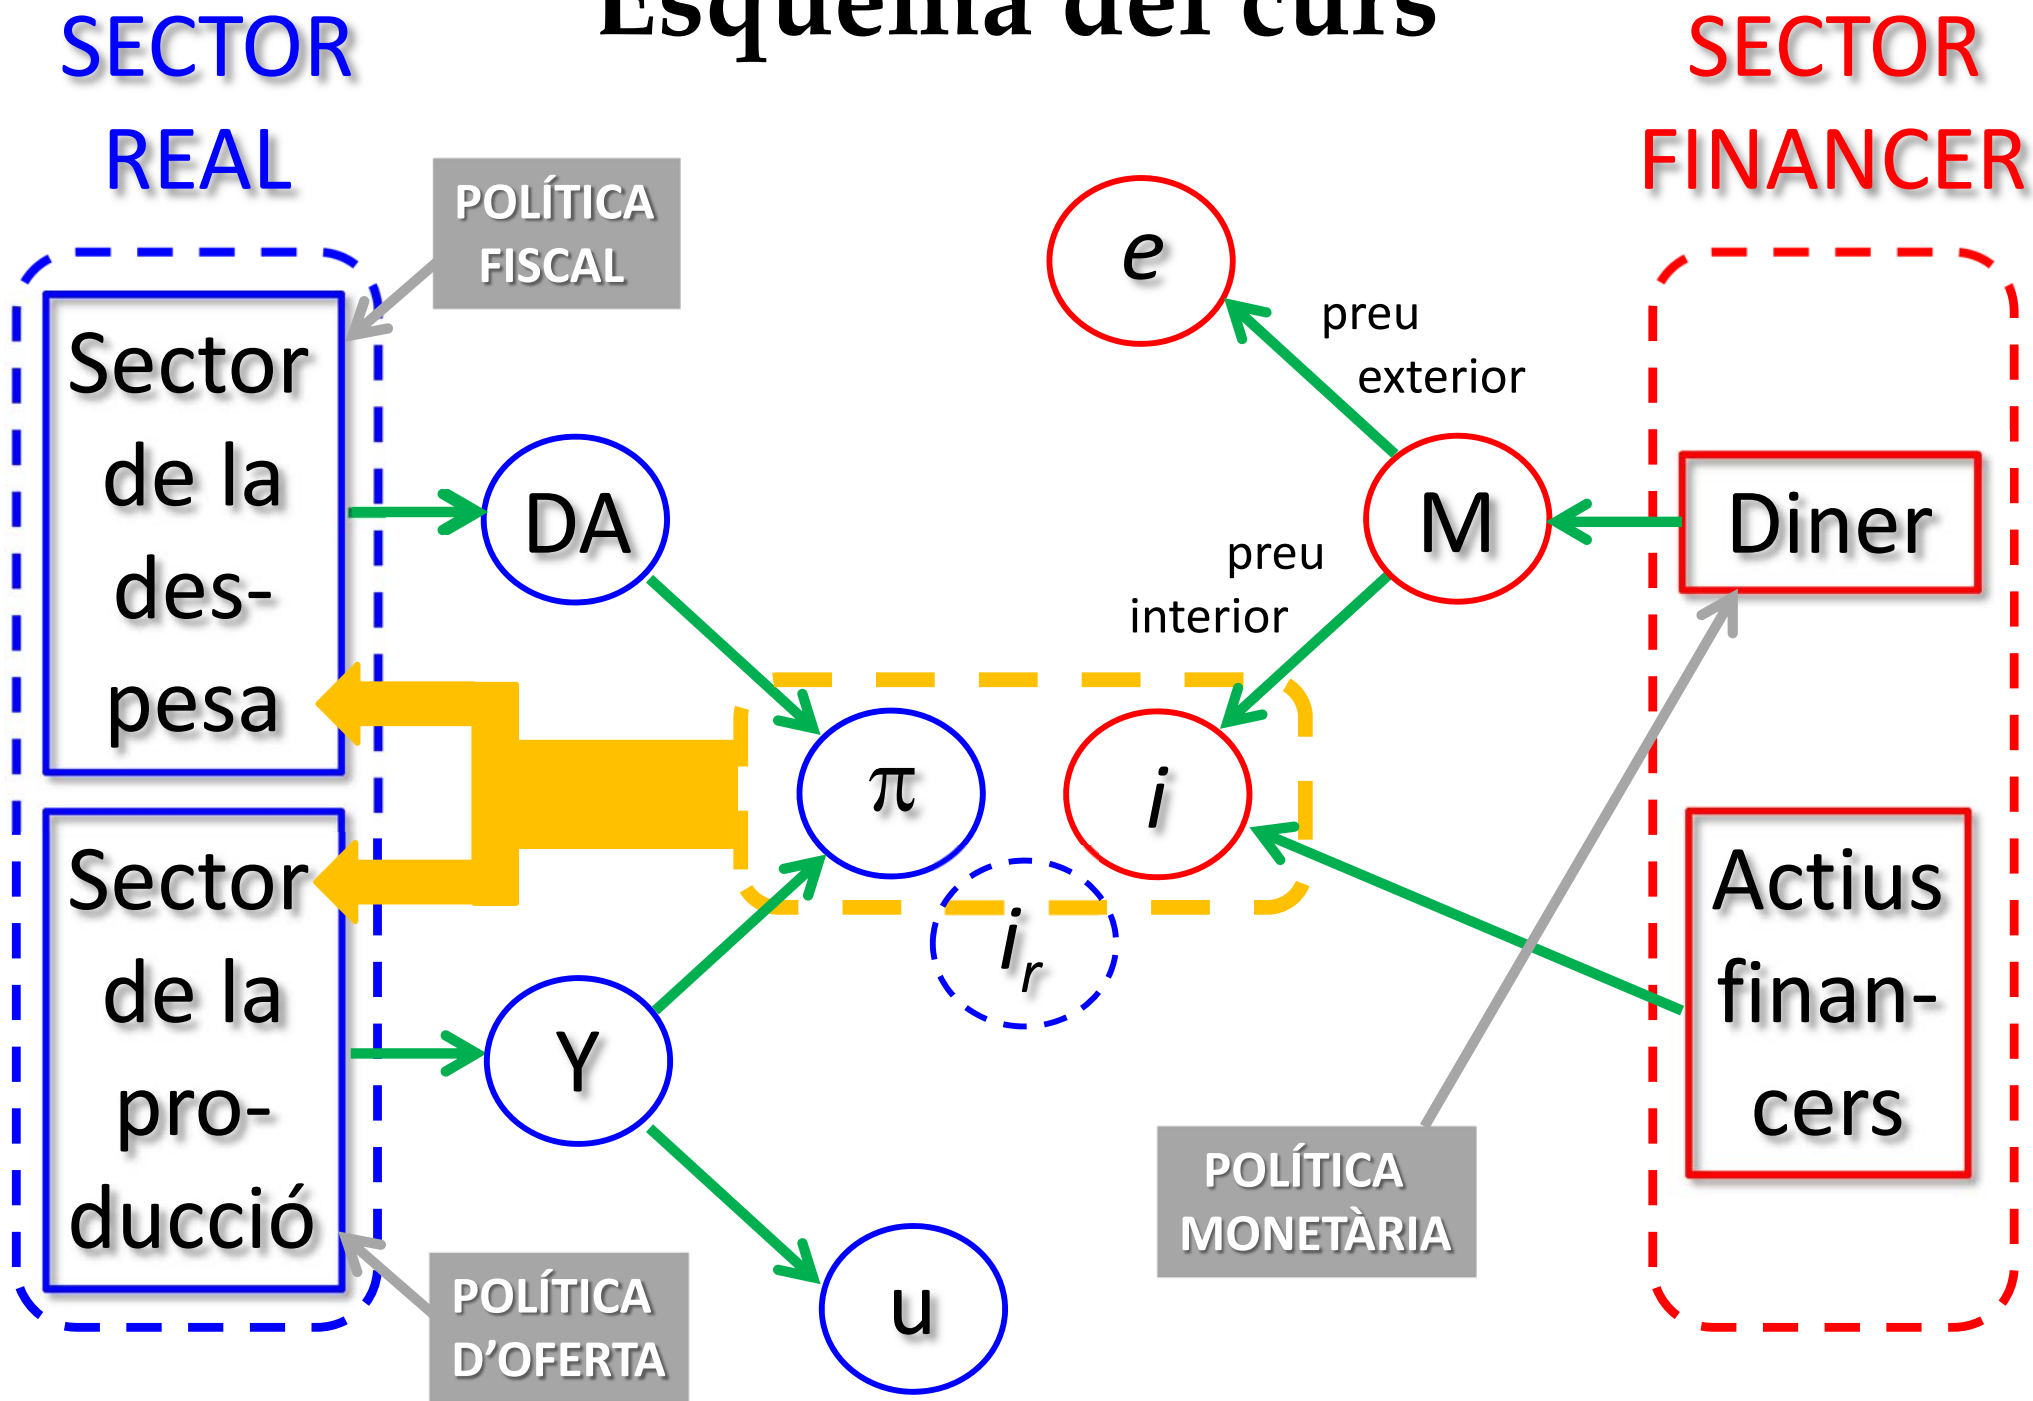 Esquema del curs
SECTOR
REAL
SECTOR
FINANCER
POLÍTICA
FISCAL
Sector
de la
des-
pesa
Sector
de la
pro-
ducció
DA
Y
π
i
i_r
u
e
preu
exterior
M
preu
interior
Diner
Actius
finan-
cers
POLÍTICA
MONETÀRIA
POLÍTICA
D’OFERTA